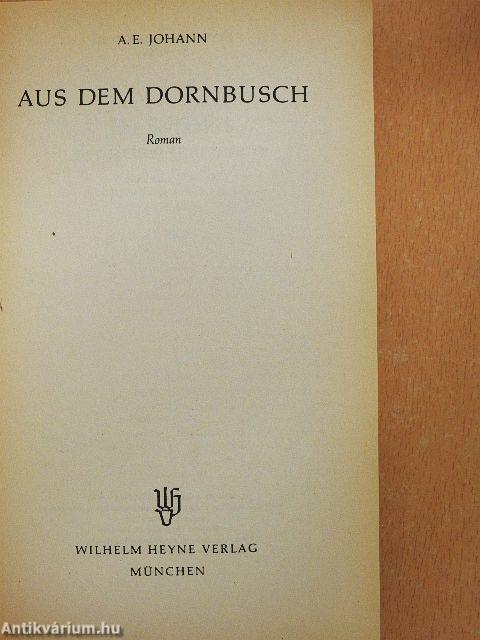 A. E. JOHANN
AUS DEM DORNBUSCH
Roman
WILHELM HEYNE VERLAG
MÜNCHEN
Antikvárium.hu